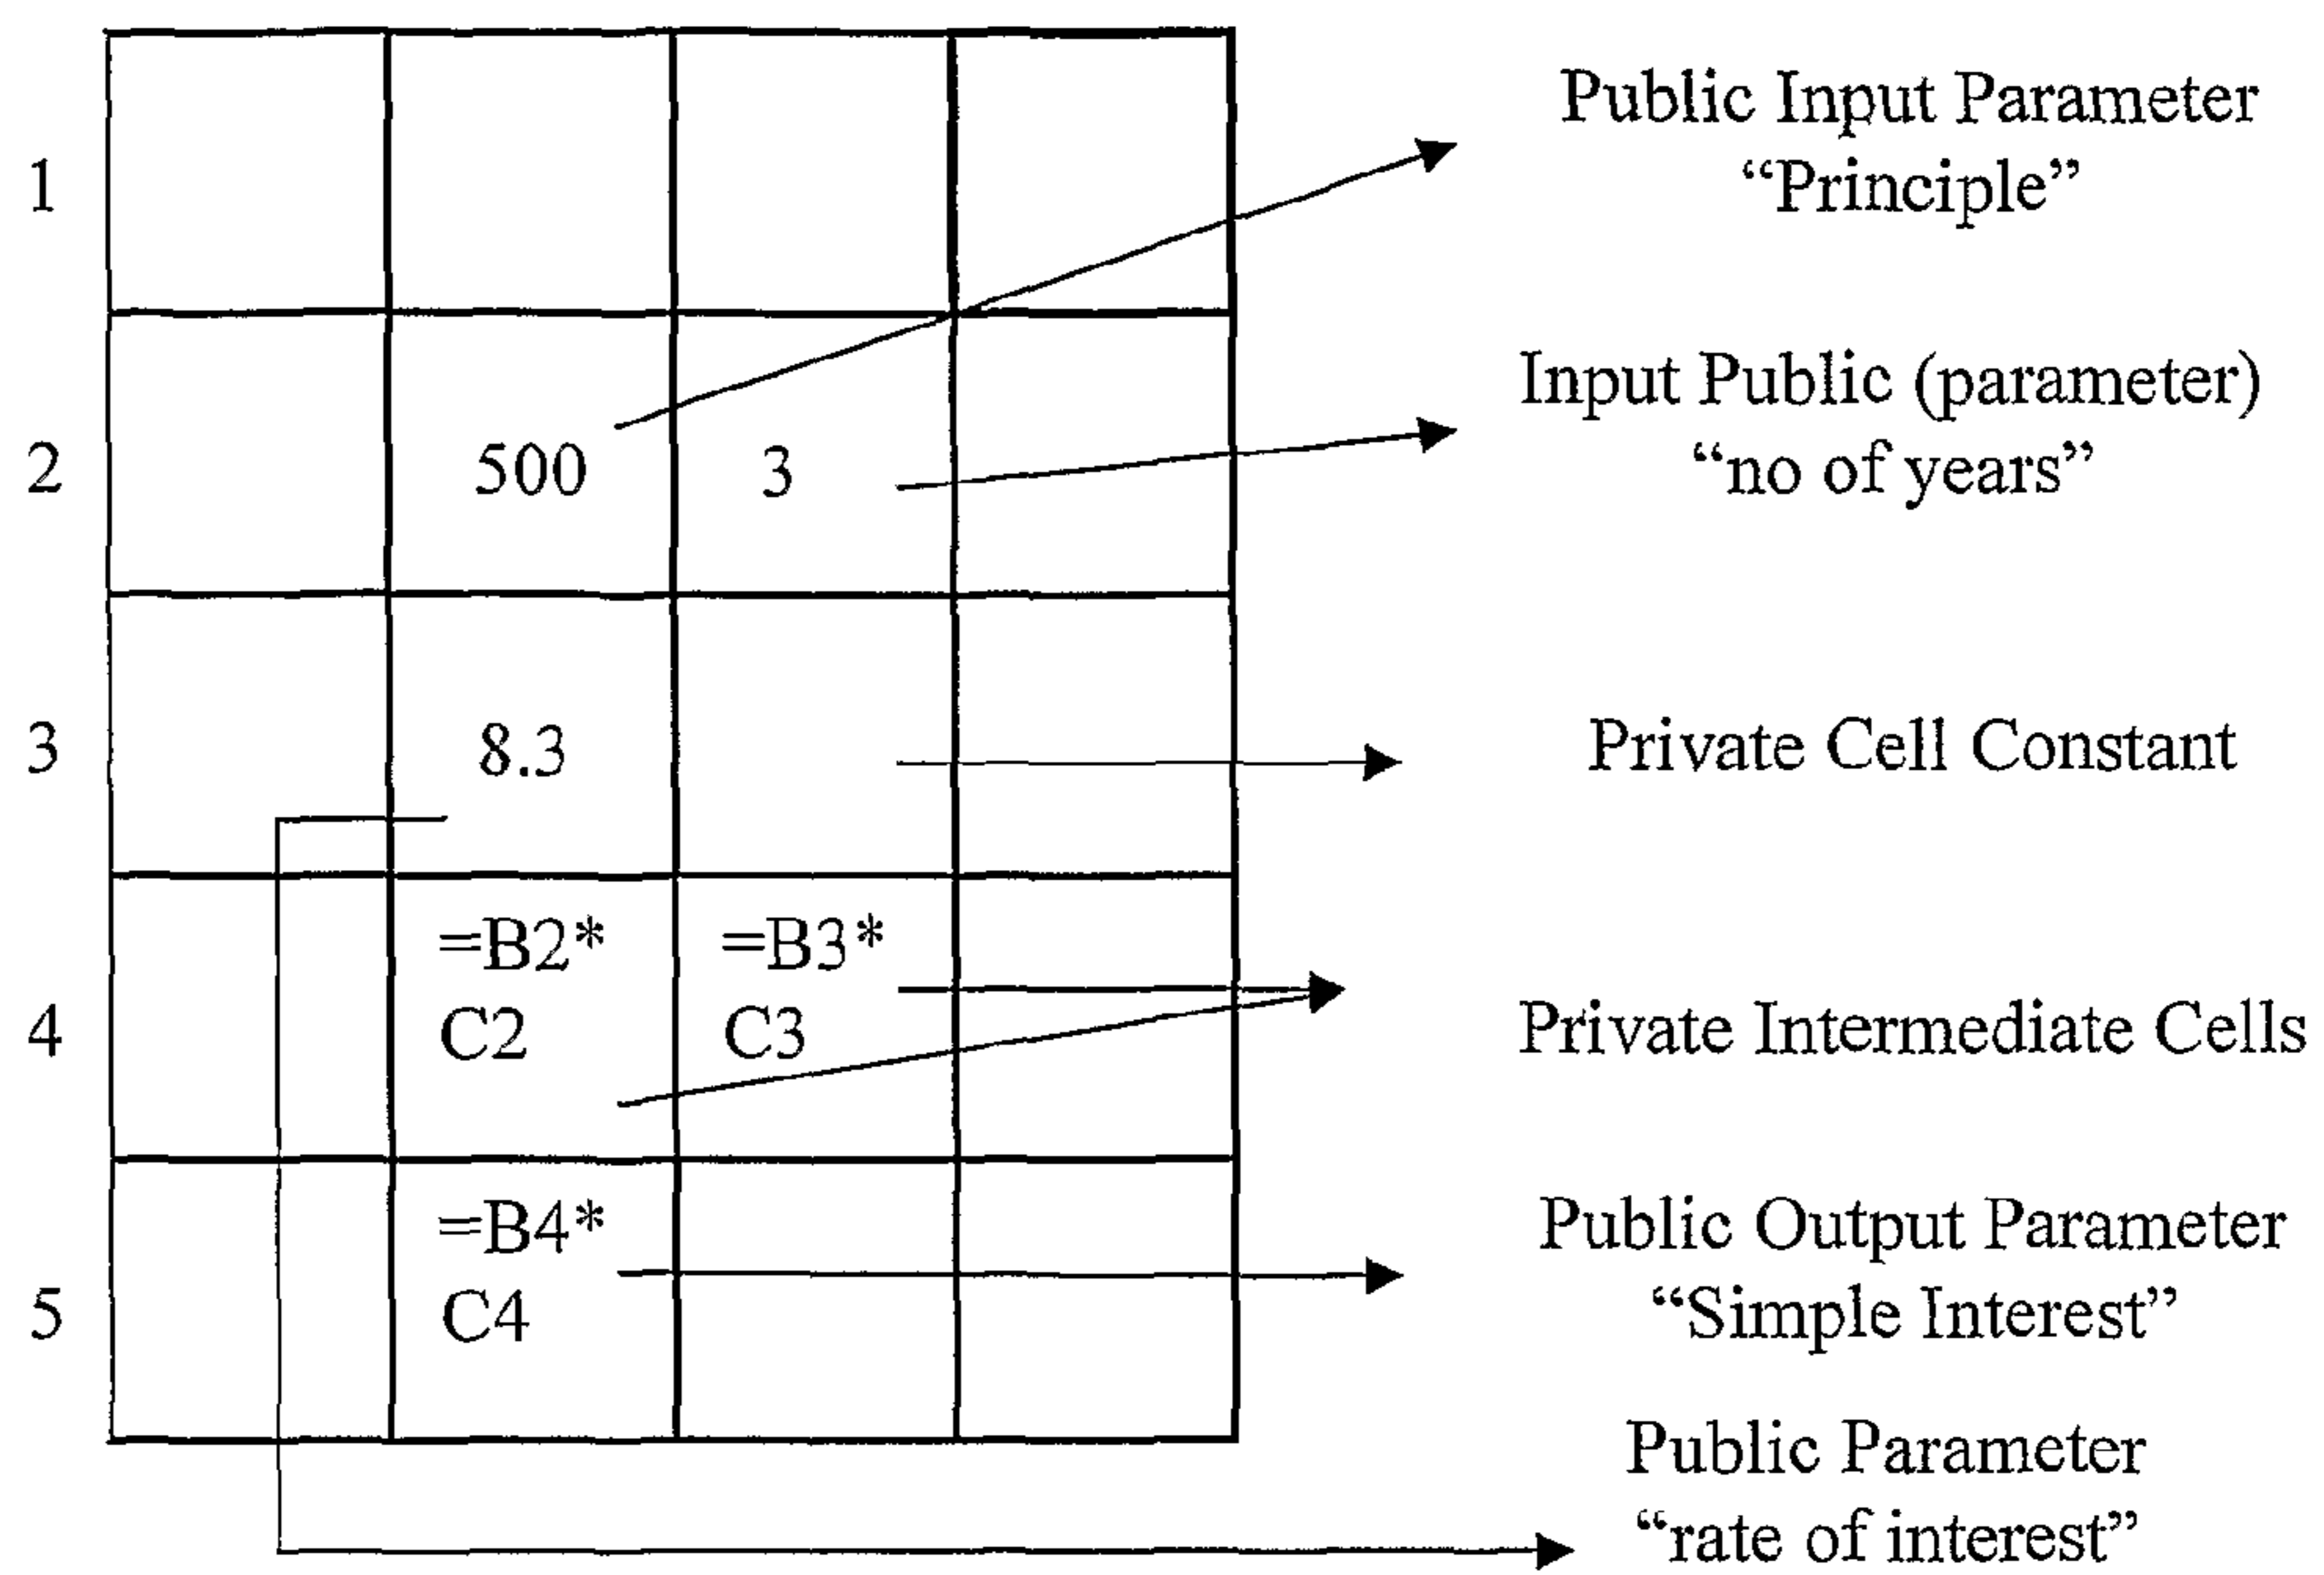 Public Input Parameter
“Principle”
1
Input Public (parameter)
“no of years”
2
500
3
3
8.3
Private Cell Constant
=B2*
C2
=B3*
C3
4
Private Intermediate Cells
=B4*
C4
5
Public Output Parameter
“Simple Interest”
Public Parameter
“rate of interest”